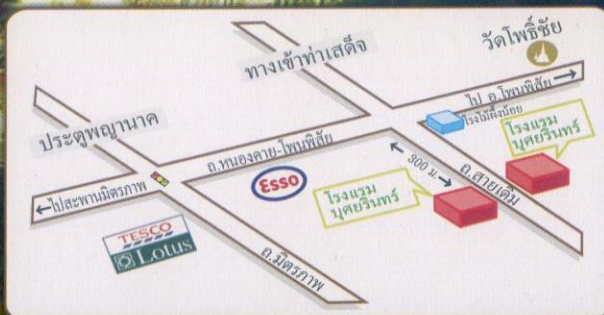 วัดโพธิ์ชัย
ทางเข้าท่าเสด็จ
ไป อ.โพนพิสัย
โรงไม้ผึ้งน้อย
ประตูพญานาค
ถ.หนองคาย-โพนพิสัย
โรงแรม
บุศยรินทร์
← 300 ม. →
ถ.สายเดิม
Esso
โรงแรม
บุศยรินทร์
←ไปสะพานมิตรภาพ
TESCO
Lotus
ถ.มิตรภาพ